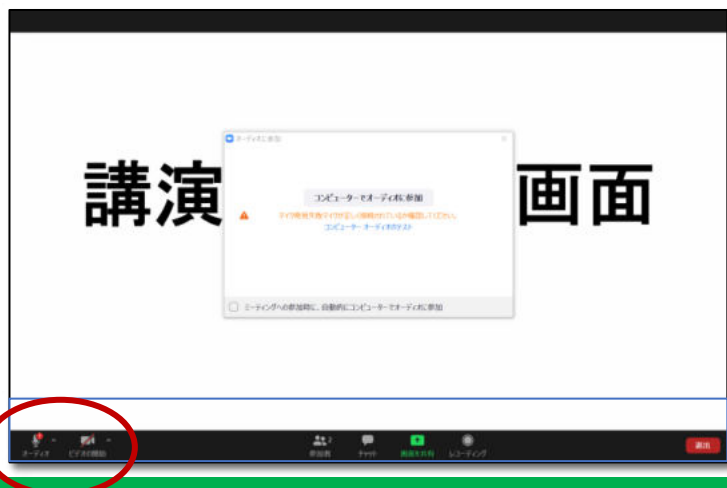 オーディオに参加
講演
画面
コンピューターでオーディオに参加
コンピューター オーディオのテスト
ミーティングへの参加時に、自動的にコンピューターでオーディオに参加
2
オーディオ
ビデオの開始
参加者
チャット
画面を共有
レコーディング
退出